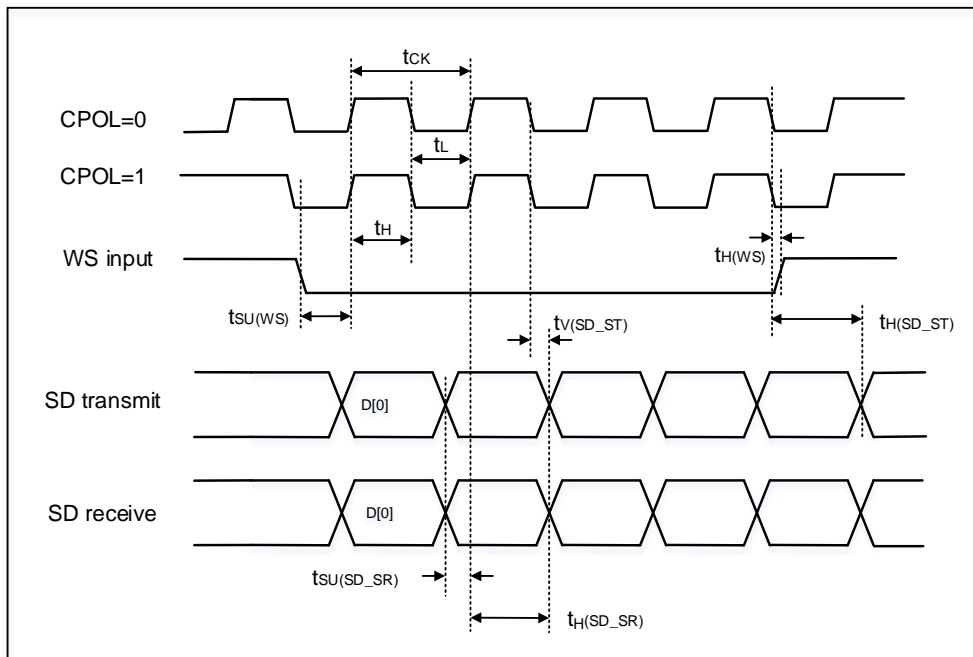 tCK
CPOL=0
tL
CPOL=1
tH
tH(WS)
WS input
tSU(WS)
tV(SD_ST)
tH(SD_ST)
SD transmit
D[0]
SD receive
D[0]
tSU(SD_SR)
tH(SD_SR)